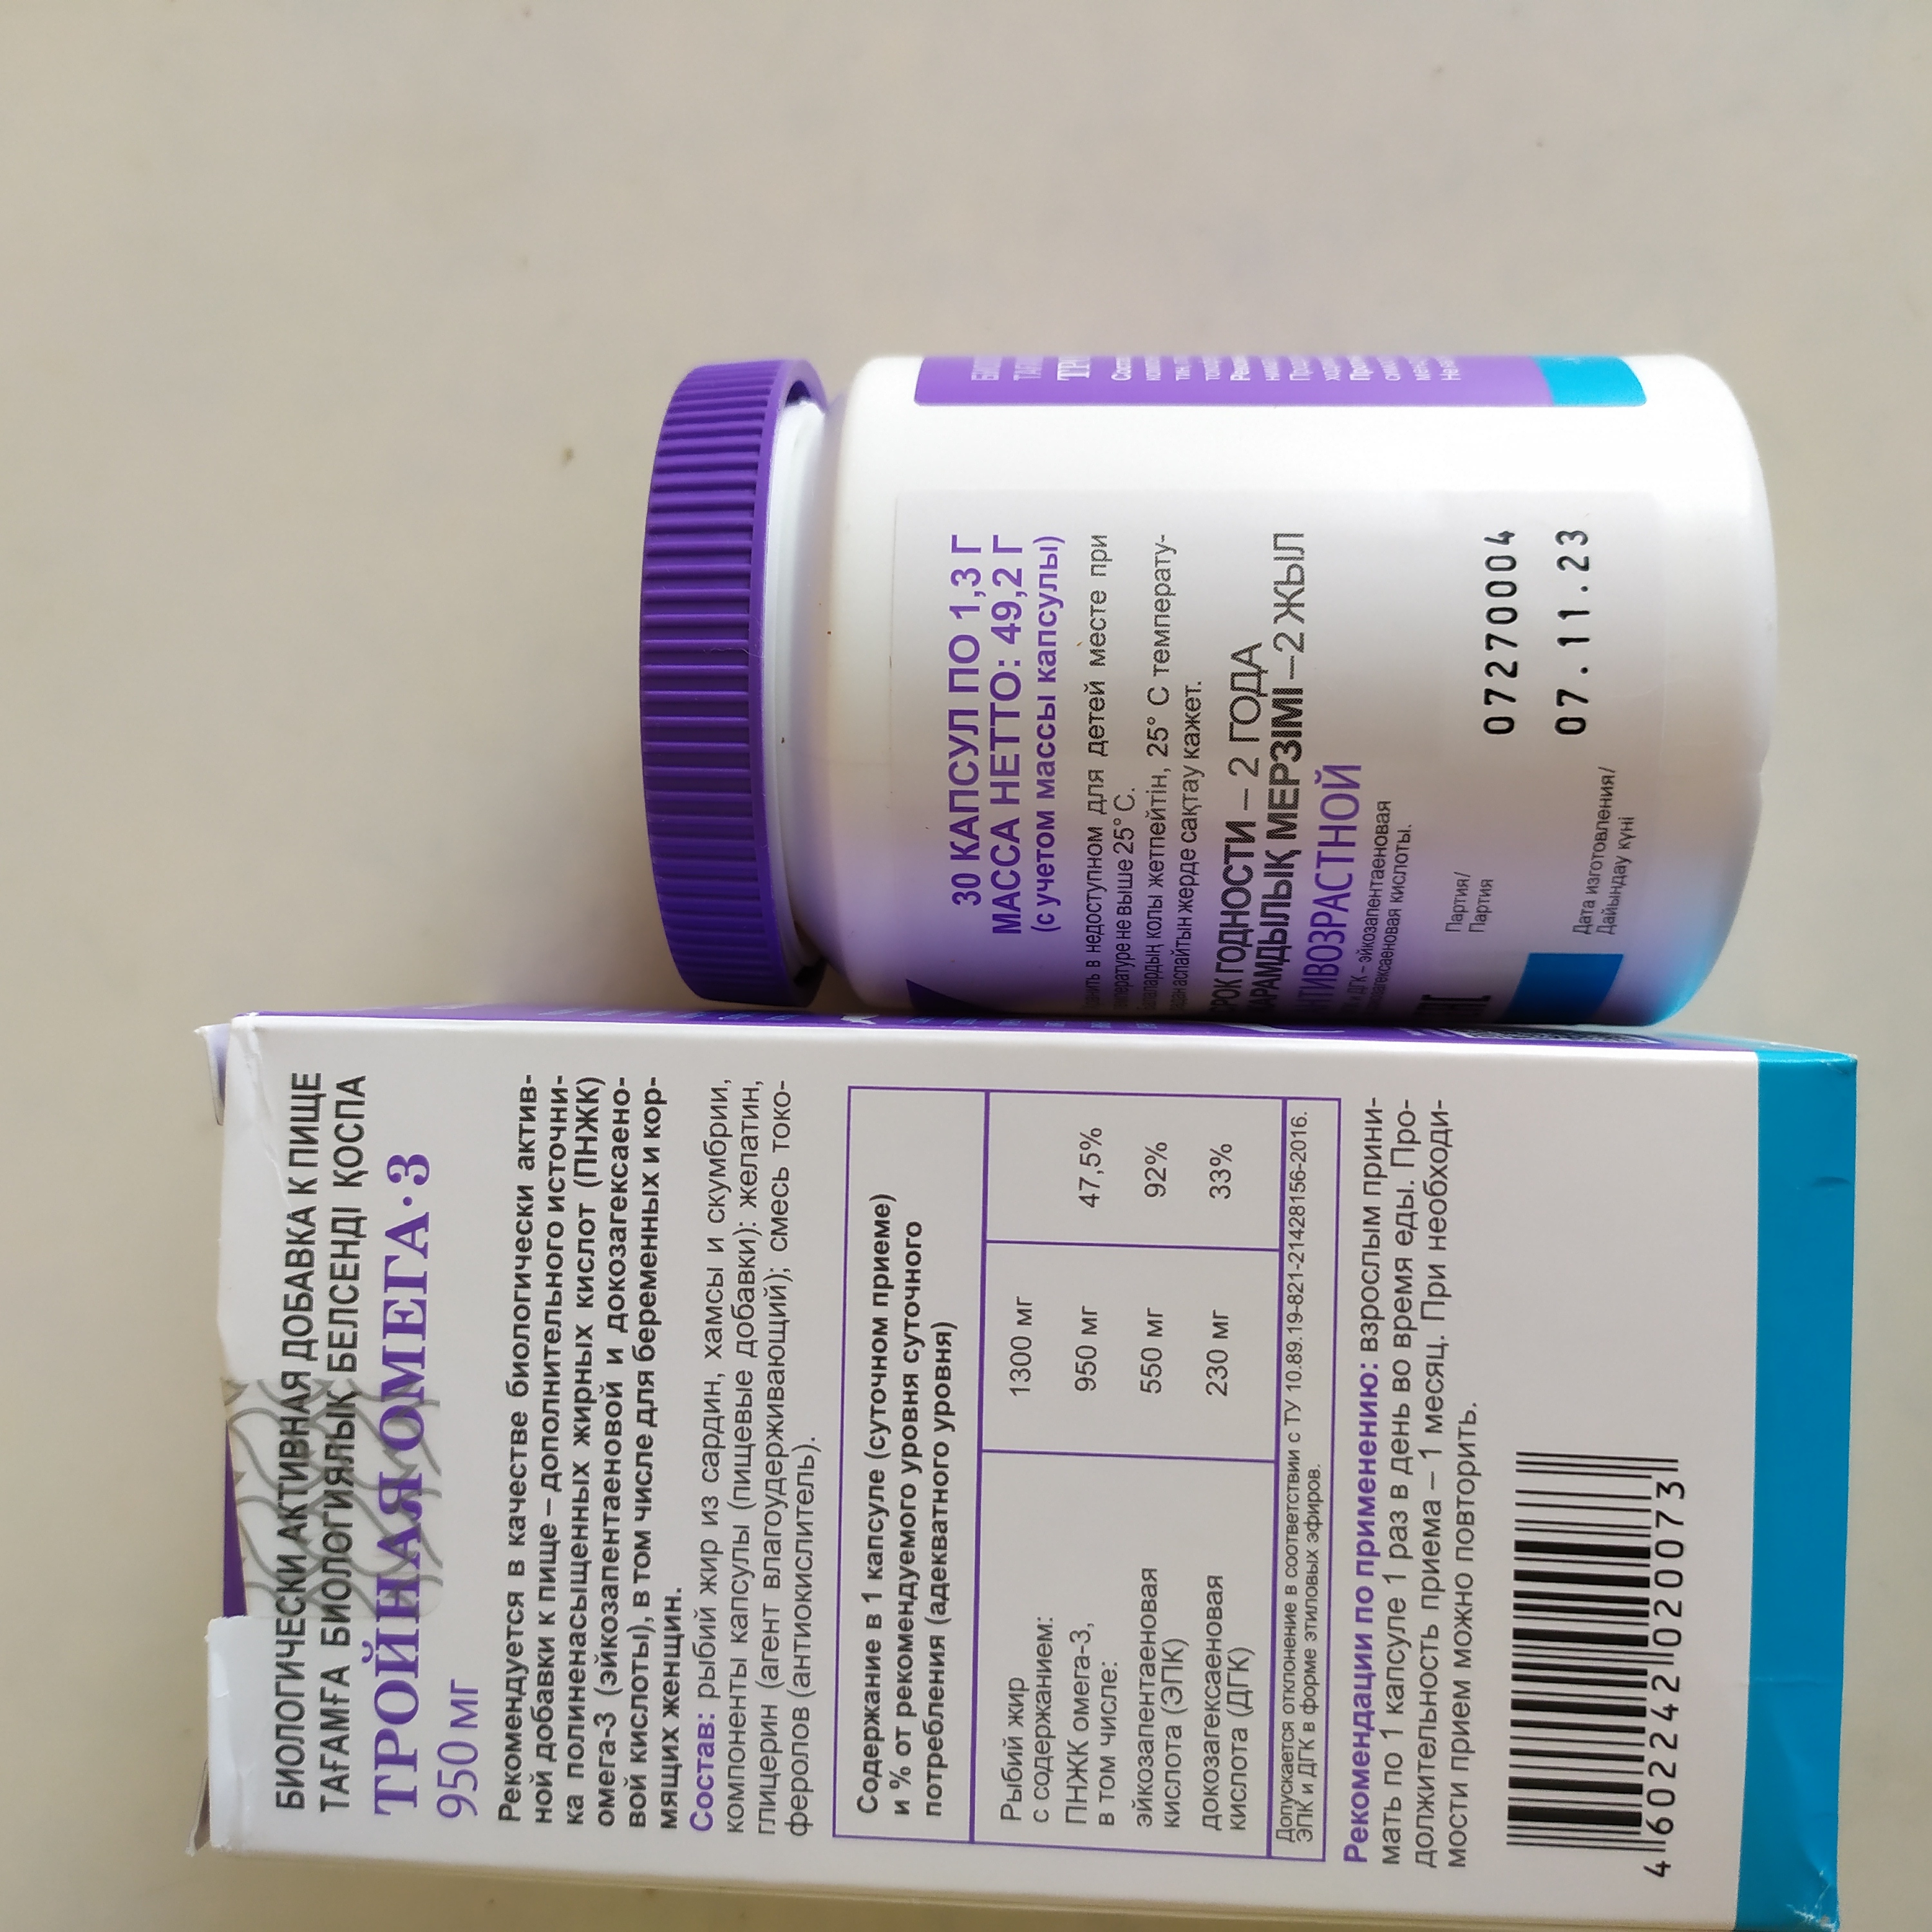 БИОЛОГИЧЕСКИ АКТИВНАЯ ДОБАВКА К ПИЩЕ
ТАҒАМҒА БИОЛОГИЯЛЫҚ БЕЛСЕНДІ ҚОСПА
ТРОЙНАЯ ОМЕГА·3
950 мг
Рекомендуется в качестве биологически актив-
ной добавки к пище – дополнительного источни-
ка полиненасыщенных жирных кислот (ПНЖК)
омега-3 (эйкозапентаеновой и докозагексаено-
вой кислоты), в том числе для беременных и кор-
мящих женщин.
Состав: рыбий жир из сардин, хамсы и скумбрии,
компоненты капсулы (пищевые добавки): желатин,
глицерин (агент влагоудерживающий); смесь токо-
феролов (антиокислитель).
Содержание в 1 капсуле (суточном приеме)
и % от рекомендуемого уровня суточного
потребления (адекватного уровня)
Рыбий жир 1300 мг
с содержанием:
ПНЖК омега-3, 950 мг 47,5%
в том числе:
эйкозапентаеновая 550 мг 92%
кислота (ЭПК)
докозагексаеновая 230 мг 33%
кислота (ДГК)
Допускается отклонение в соответствии с ТУ 10.89.19-821-21428156-2016.
ЭПК и ДГК в форме этиловых эфиров.
Рекомендации по применению: взрослым прини-
мать по 1 капсуле 1 раз в день во время еды. Про-
должительность приема – 1 месяц. При необходи-
мости прием можно повторить.
4 602242 020073
30 КАПСУЛ ПО 1,3 Г
МАССА НЕТТО: 49,2 Г
(с учетом массы капсулы)
в недоступном для детей месте при
не выше 25° С.
қолы жетпейтін, 25° С температу-
аспайтын жерде сақтау қажет.
ГОДНОСТИ – 2 ГОДА
МЕРЗІМІ – 2 ЖЫЛ
ДГК – эйкозапентаеновая
кислоты.
Партия/
Партия
07270004
Дата изготовления/
Дайындау күні
07.11.23